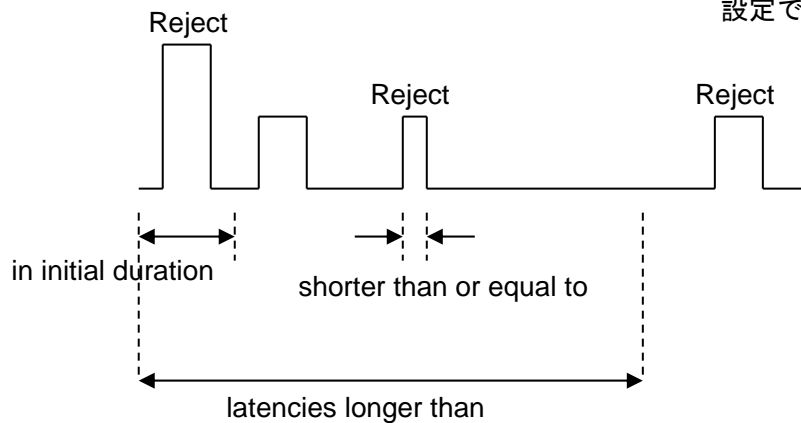 設定で
Reject
Reject
Reject
in initial duration
shorter than or equal to
latencies longer than